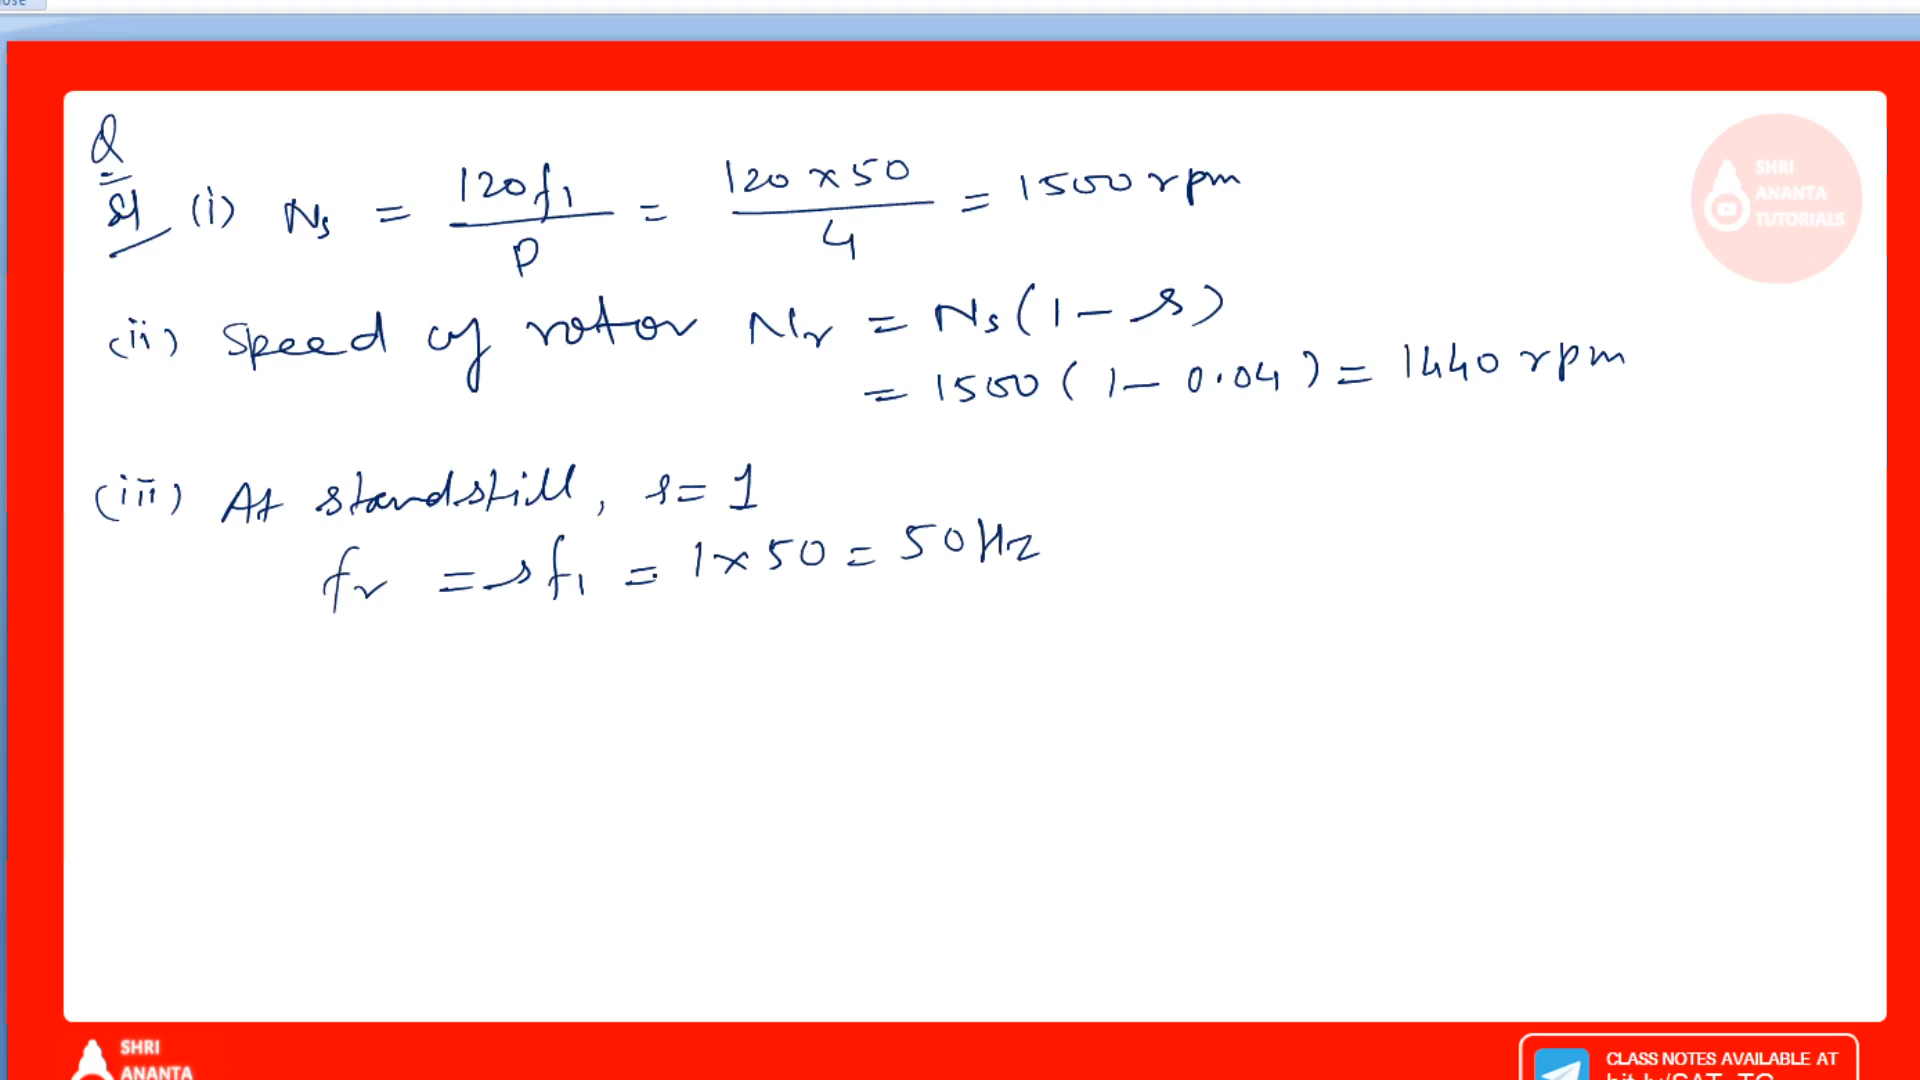 Q
Sol (i) Ns = 120f1/P = 120 x 50/4 = 1500 rpm
(ii) Speed of rotor Nr = Ns(1 - s)
= 1500(1 - 0.04) = 1440 rpm
(iii) At standstill, s = 1
fr = sf1 = 1 x 50 = 50Hz
SHRI
ANANTA
TUTORIALS
SHRI
ANANTA
CLASS NOTES AVAILABLE AT